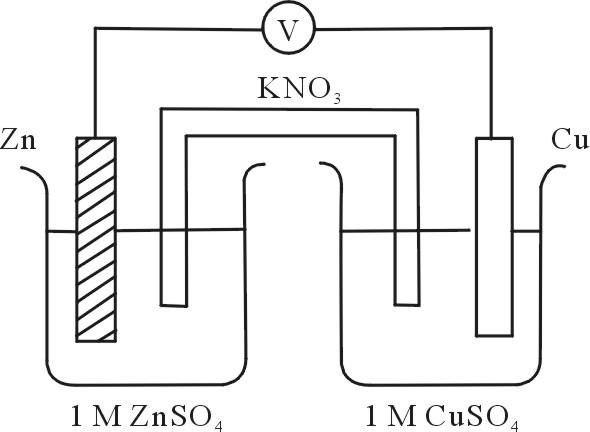 V
KNO₃
Zn
Cu
1 M ZnSO₄
1 M CuSO₄